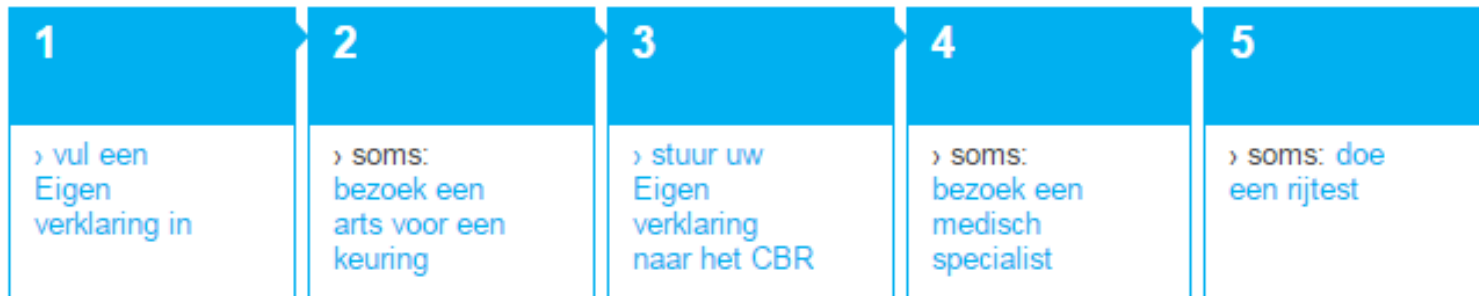 1
› vul een
Eigen
verklaring in
2
› soms:
bezoek een
arts voor een
keuring
3
› stuur uw
Eigen
verklaring
naar het CBR
4
› soms:
bezoek een
medisch
specialist
5
› soms: doe
een rijtest